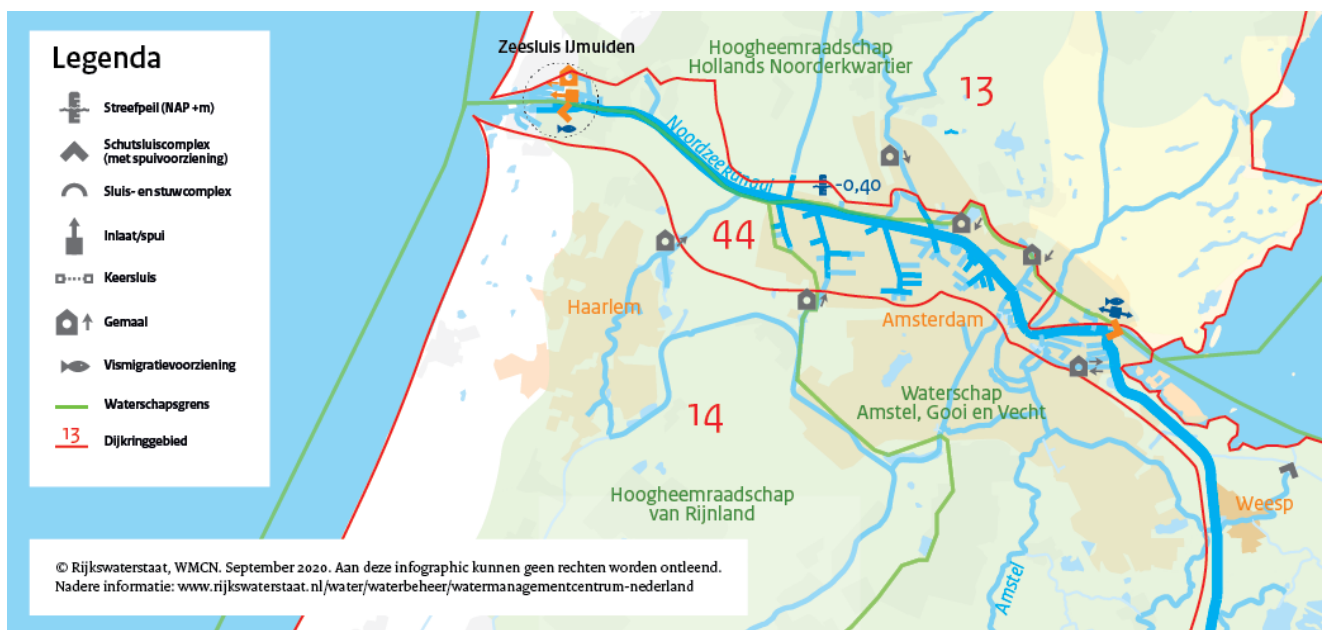 Legenda
Streefpeil (NAP +m)
Schutsluiscomplex
(met spuivoorziening)
Sluis- en stuwcomplex
Inlaat/spui
Keersluis
Gemaal
Vismigratievoorziening
Waterschapsgrens
13
Dijkringgebied
Zeesluis IJmuiden
Hoogheemraadschap
Hollands Noorderkwartier
13
Noordzeekanaal
-0,40
44
Haarlem
Amsterdam
Waterschap
Amstel, Gooi en Vecht
14
Hoogheemraadschap
van Rijnland
Weesp
Amstel
© Rijkswaterstaat, WMCN. September 2020. Aan deze infographic kunnen geen rechten worden ontleend.
Nadere informatie: www.rijkswaterstaat.nl/water/waterbeheer/watermanagementcentrum-nederland